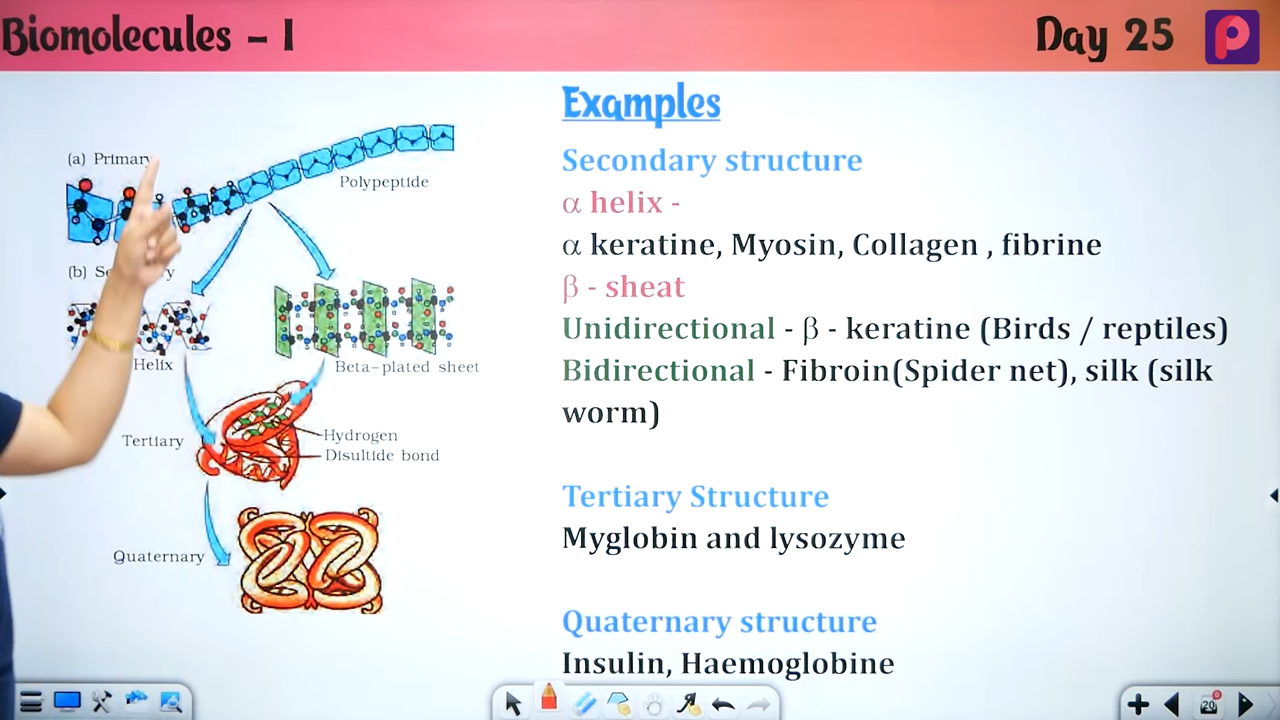 Biomolecules - I
Day 25
(a) Primary
Polypeptide
Helix
Beta-plated sheet
Tertiary
Hydrogen
Disultide bond
Quaternary
Examples
Secondary structure
α helix -
α keratine, Myosin, Collagen , fibrine
β - sheat
Unidirectional - β - keratine (Birds / reptiles)
Bidirectional - Fibroin(Spider net), silk (silk
worm)
Tertiary Structure
Myglobin and lysozyme
Quaternary structure
Insulin, Haemoglobine
20